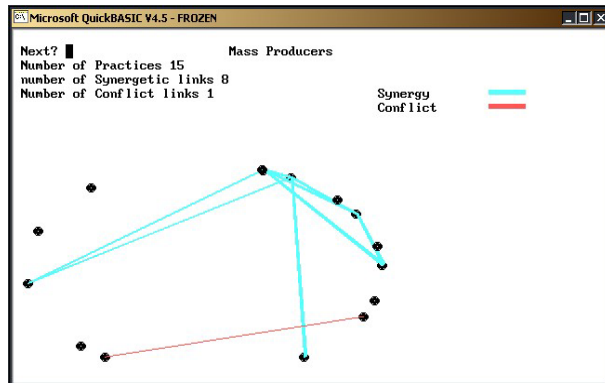 Microsoft QuickBASIC V4.5 - FROZEN
Next? Mass Producers
Number of Practices 15
number of Synergetic links 8
Number of Conflict links 1
Synergy
Conflict